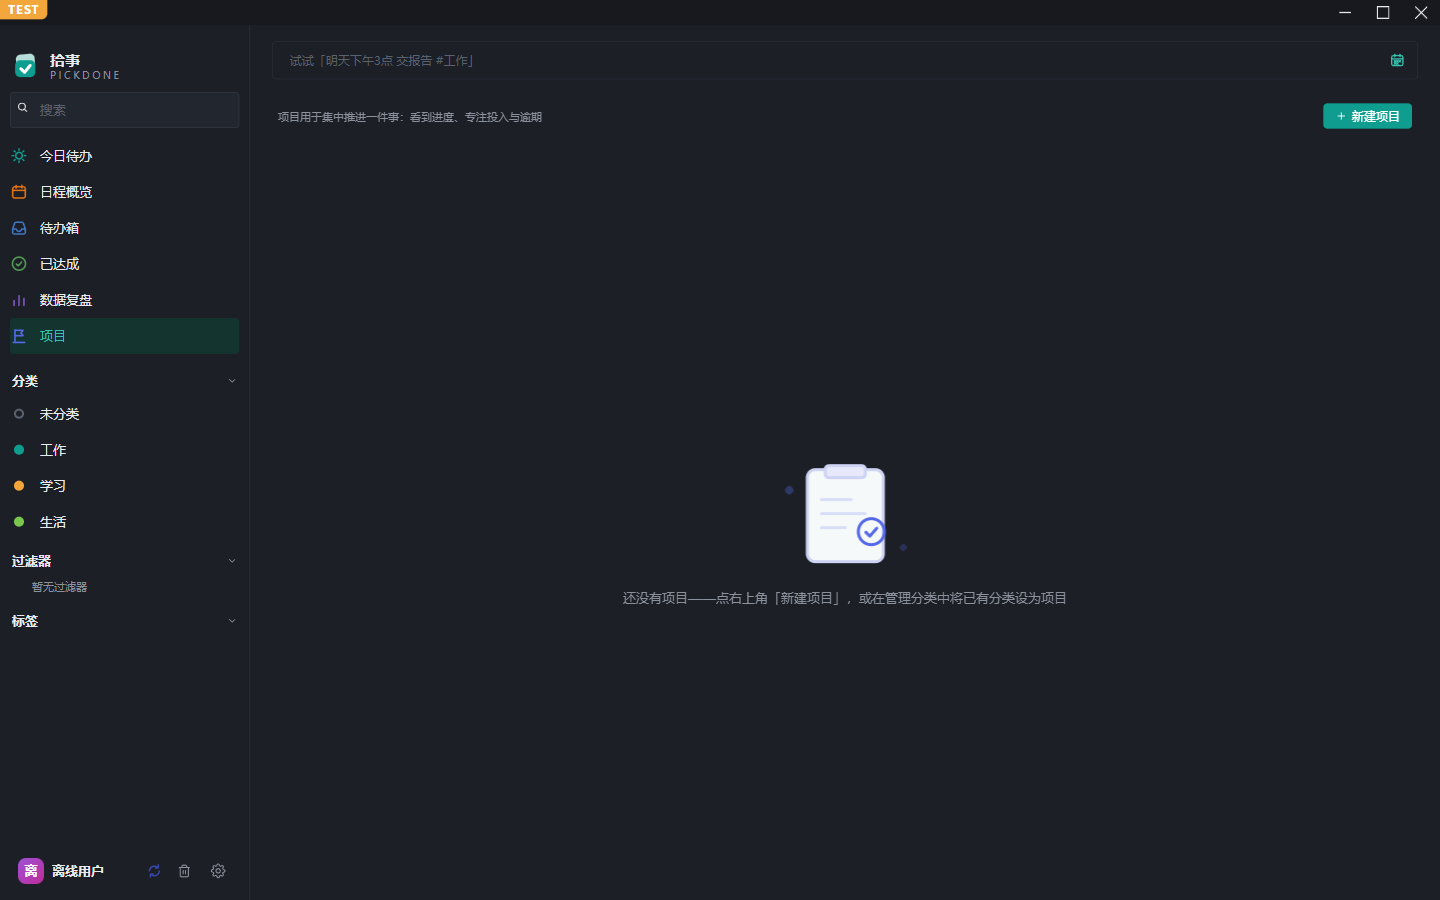 TEST
拾事
PICKDONE
搜索
今日待办
日程概览
待办箱
已达成
数据复盘
项目
分类
未分类
工作
学习
生活
过滤器
暂无过滤器
标签
离 离线用户
试试「明天下午3点 交报告 #工作」
项目用于集中推进一件事：看到进度、专注投入与逾期
+ 新建项目
还没有项目——点右上角「新建项目」，或在管理分类中将已有分类设为项目